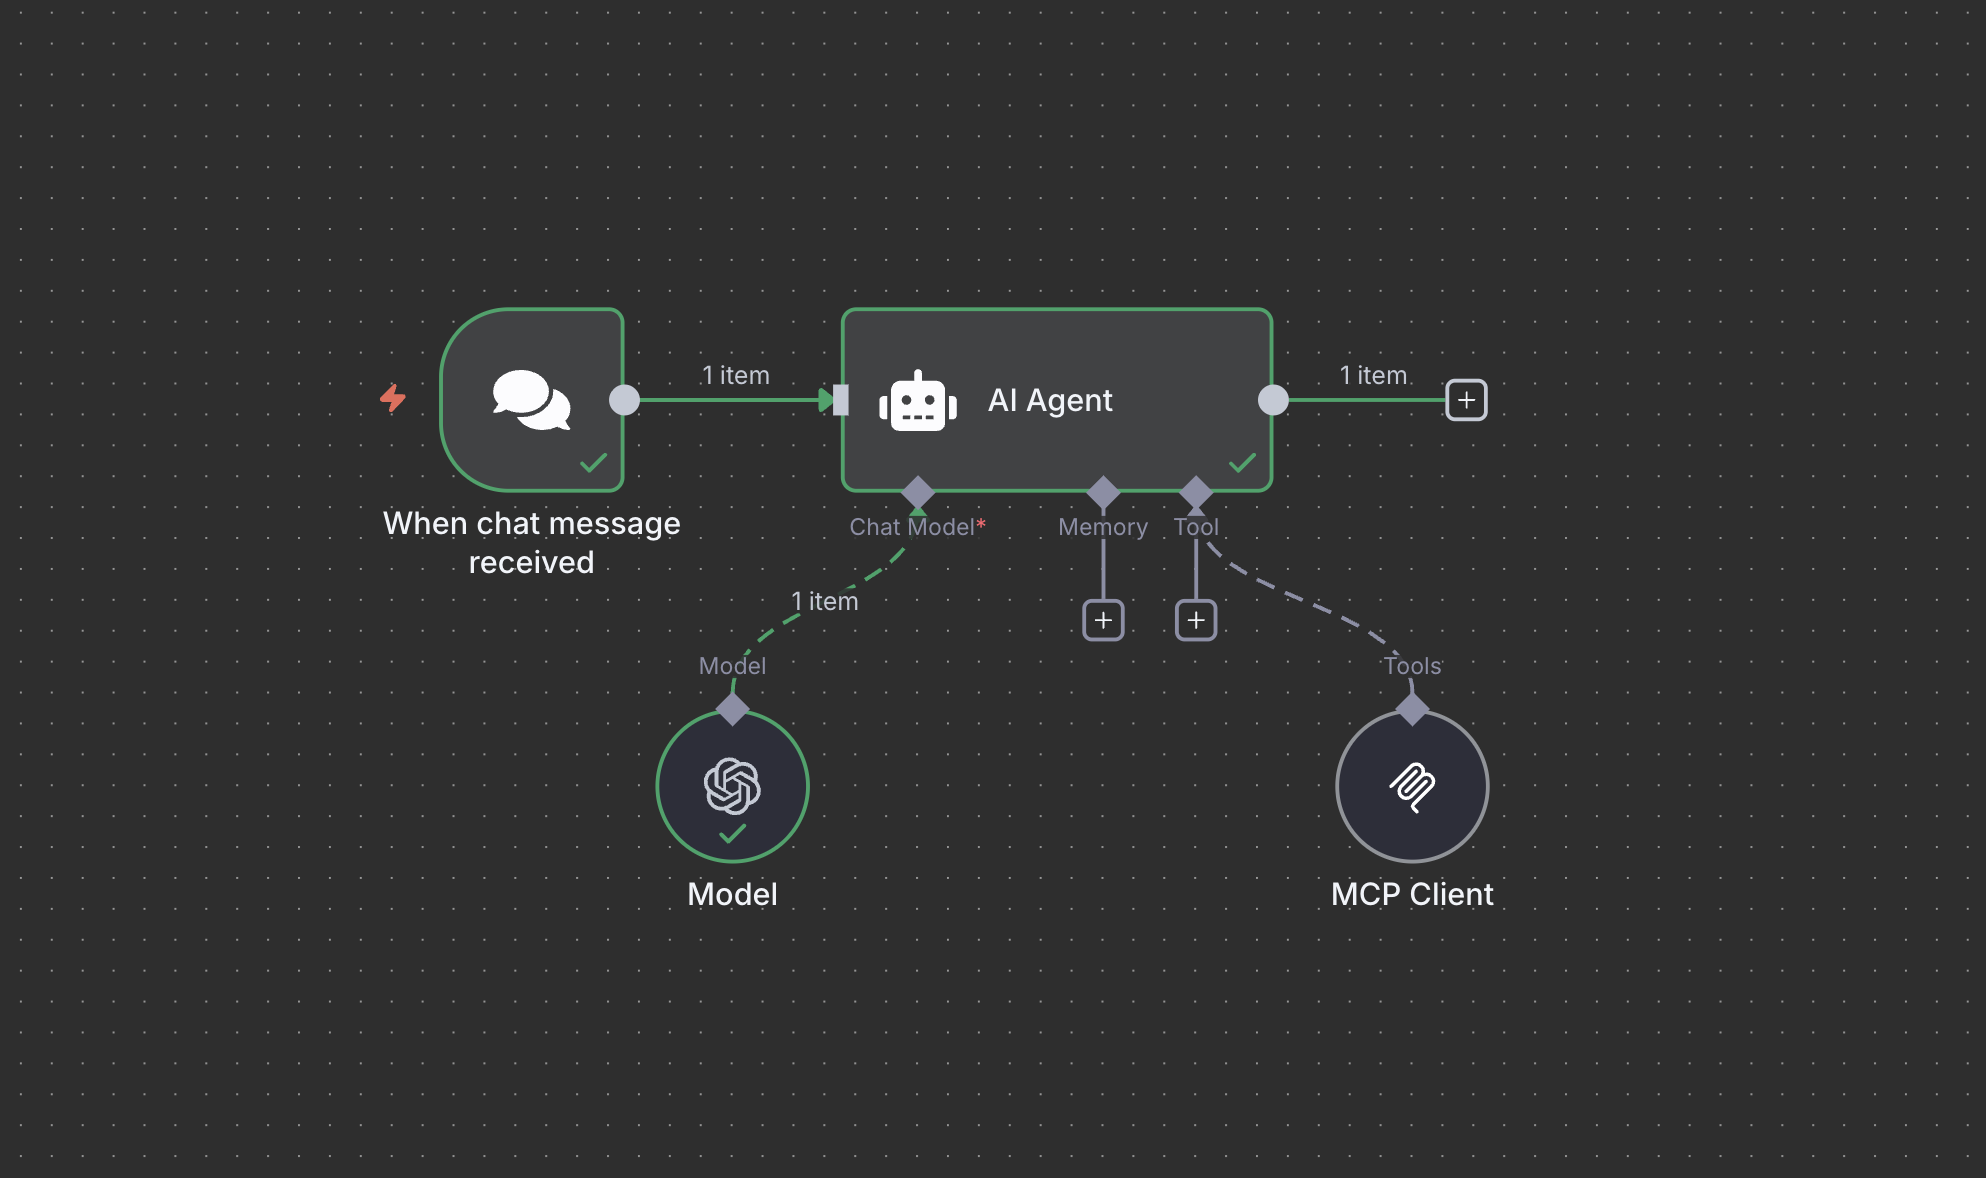 1 item
1 item
AI Agent
When chat message
received
Chat Model*
Memory
Tool
1 item
Model
Tools
Model
MCP Client